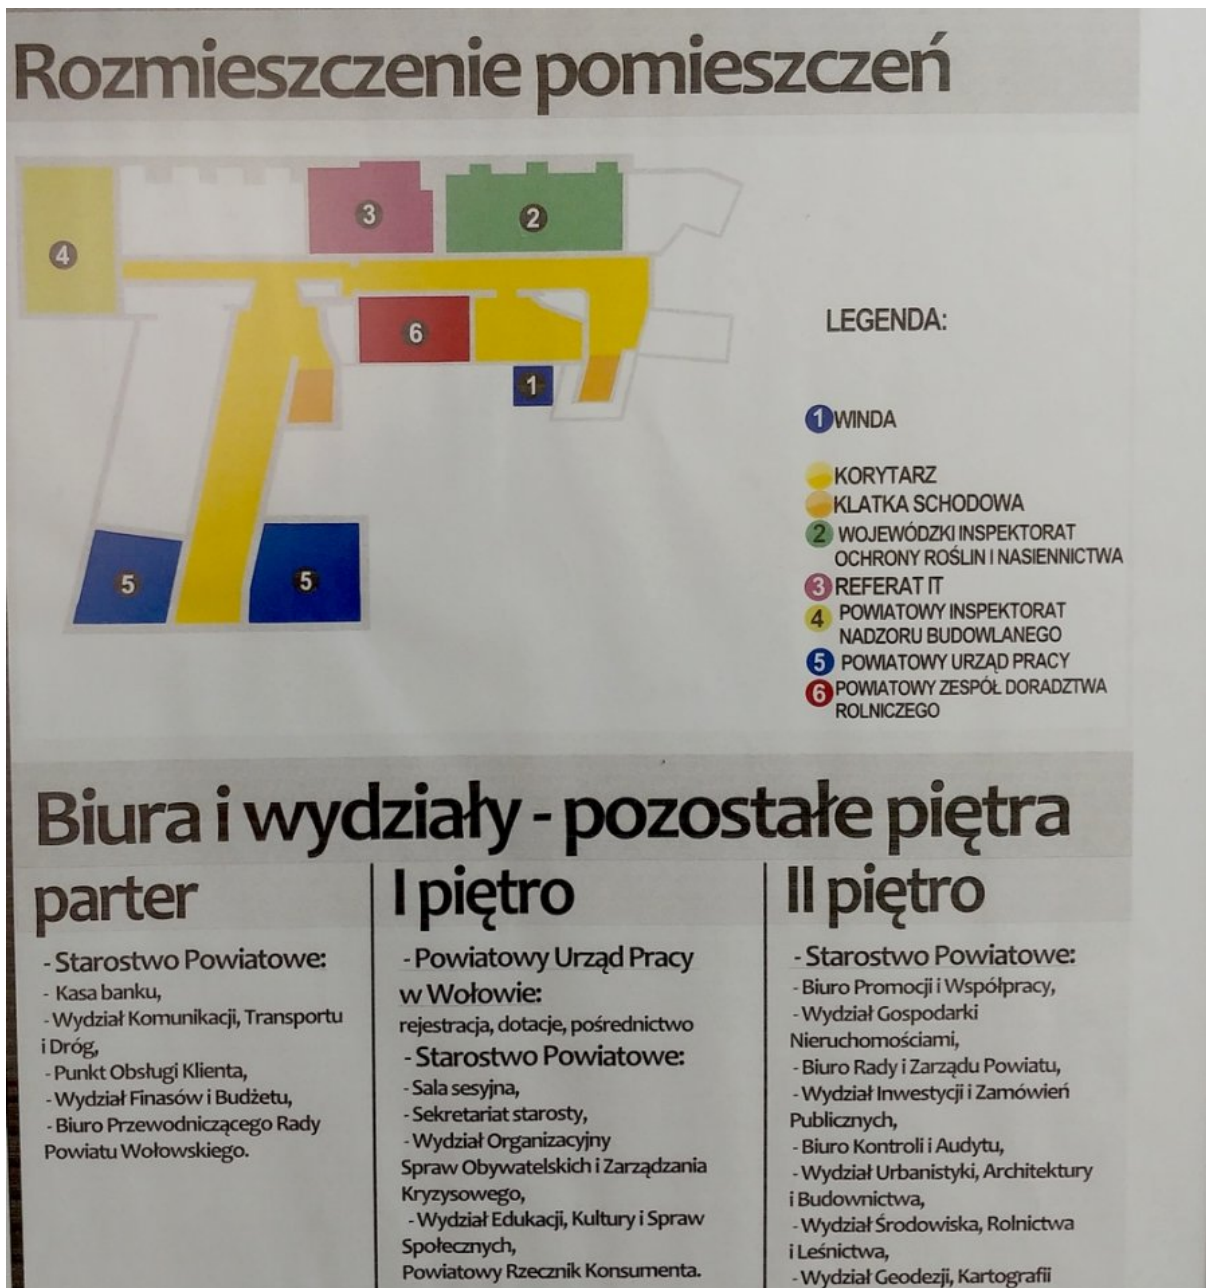 Rozmieszczenie pomieszczeń
3
2
4
6
1
5
5
LEGENDA:
1 WINDA
KORYTARZ
KLATKA SCHODOWA
2 WOJEWÓDZKI INSPEKTORAT
OCHRONY ROŚLIN I NASIENNICTWA
3 REFERAT IT
4 POWIATOWY INSPEKTORAT
NADZORU BUDOWLANEGO
5 POWIATOWY URZĄD PRACY
6 POWIATOWY ZESPÓŁ DORADZTWA
ROLNICZEGO
Biura i wydziały - pozostałe piętra
parter
- Starostwo Powiatowe:
- Kasa banku,
- Wydział Komunikacji, Transportu
i Dróg,
- Punkt Obsługi Klienta,
- Wydział Finasów i Budżetu,
- Biuro Przewodniczącego Rady
Powiatu Wołowskiego.
I piętro
- Powiatowy Urząd Pracy
w Wołowie:
rejestracja, dotacje, pośrednictwo
- Starostwo Powiatowe:
- Sala sesyjna,
- Sekretariat starosty,
- Wydział Organizacyjny
Spraw Obywatelskich i Zarządzania
Kryzysowego,
- Wydział Edukacji, Kultury i Spraw
Społecznych,
Powiatowy Rzecznik Konsumenta.
II piętro
- Starostwo Powiatowe:
- Biuro Promocji i Współpracy,
- Wydział Gospodarki
Nieruchomościami,
- Biuro Rady i Zarządu Powiatu,
- Wydział Inwestycji i Zamówień
Publicznych,
- Biuro Kontroli i Audytu,
- Wydział Urbanistyki, Architektury
i Budownictwa,
- Wydział Środowiska, Rolnictwa
i Leśnictwa,
- Wydział Geodezji, Kartografii